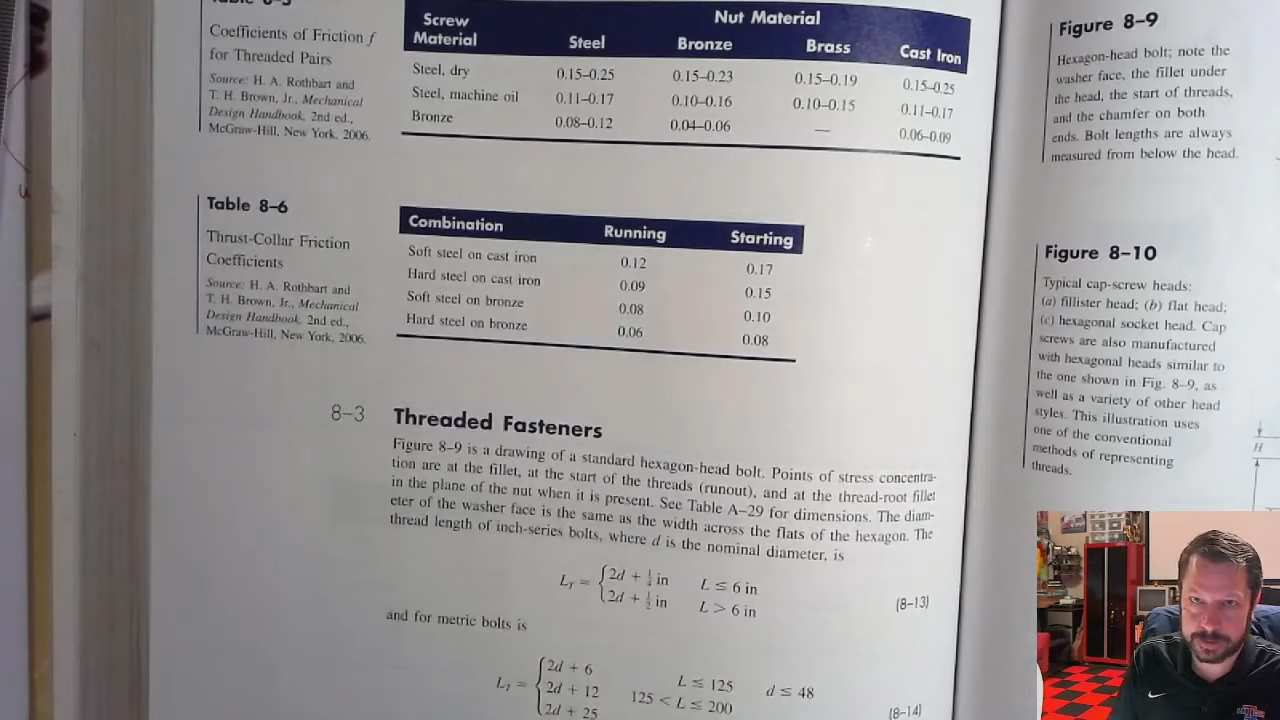 Table 8–5
Coefficients of Friction f
for Threaded Pairs
Source: H. A. Rothbart and
T. H. Brown, Jr., Mechanical
Design Handbook, 2nd ed.,
McGraw-Hill, New York, 2006.
Screw Material Nut Material
Steel Bronze Brass Cast Iron
Steel, dry 0.15–0.25 0.15–0.23 0.15–0.19 0.15–0.25
Steel, machine oil 0.11–0.17 0.10–0.16 0.10–0.15 0.11–0.17
Bronze 0.08–0.12 0.04–0.06 — 0.06–0.09
Table 8–6
Thrust-Collar Friction
Coefficients
Source: H. A. Rothbart and
T. H. Brown, Jr., Mechanical
Design Handbook, 2nd ed.,
McGraw-Hill, New York, 2006.
Combination Running Starting
Soft steel on cast iron 0.12 0.17
Hard steel on cast iron 0.09 0.15
Soft steel on bronze 0.08 0.10
Hard steel on bronze 0.06 0.08
8–3 Threaded Fasteners
Figure 8–9 is a drawing of a standard hexagon-head bolt. Points of stress concentra-
tion are at the fillet, at the start of the threads (runout), and at the thread-root fillet
in the plane of the nut when it is present. See Table A–29 for dimensions. The diam-
eter of the washer face is the same as the width across the flats of the hexagon. The
thread length of inch-series bolts, where d is the nominal diameter, is
L_T = { 2d + 1/4 in L ≤ 6 in
2d + 1/2 in L > 6 in (8–13)
and for metric bolts is
L_T = { 2d + 6 L ≤ 125 d ≤ 48
2d + 12 125 < L ≤ 200 (8–14)
2d + 25
Figure 8–9
Hexagon-head bolt; note the
washer face, the fillet under
the head, the start of threads,
and the chamfer on both
ends. Bolt lengths are always
measured from below the head.
Figure 8–10
Typical cap-screw heads:
(a) fillister head; (b) flat head;
(c) hexagonal socket head. Cap
screws are also manufactured
with hexagonal heads similar to
the one shown in Fig. 8–9, as
well as a variety of other head
styles. This illustration uses
one of the conventional
methods of representing
threads.
H